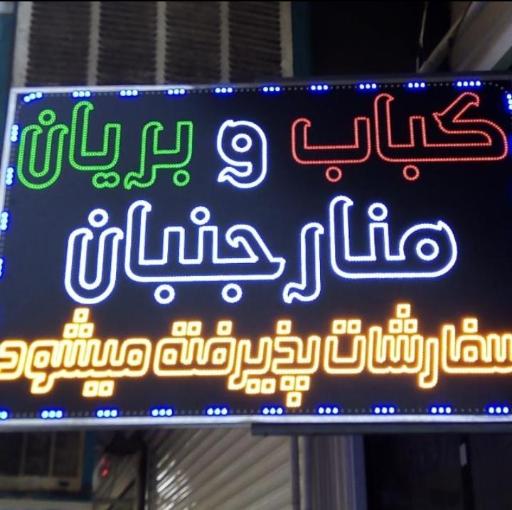 کباب و بریان
منارجنبان
سفارشات پذیرفته میشود